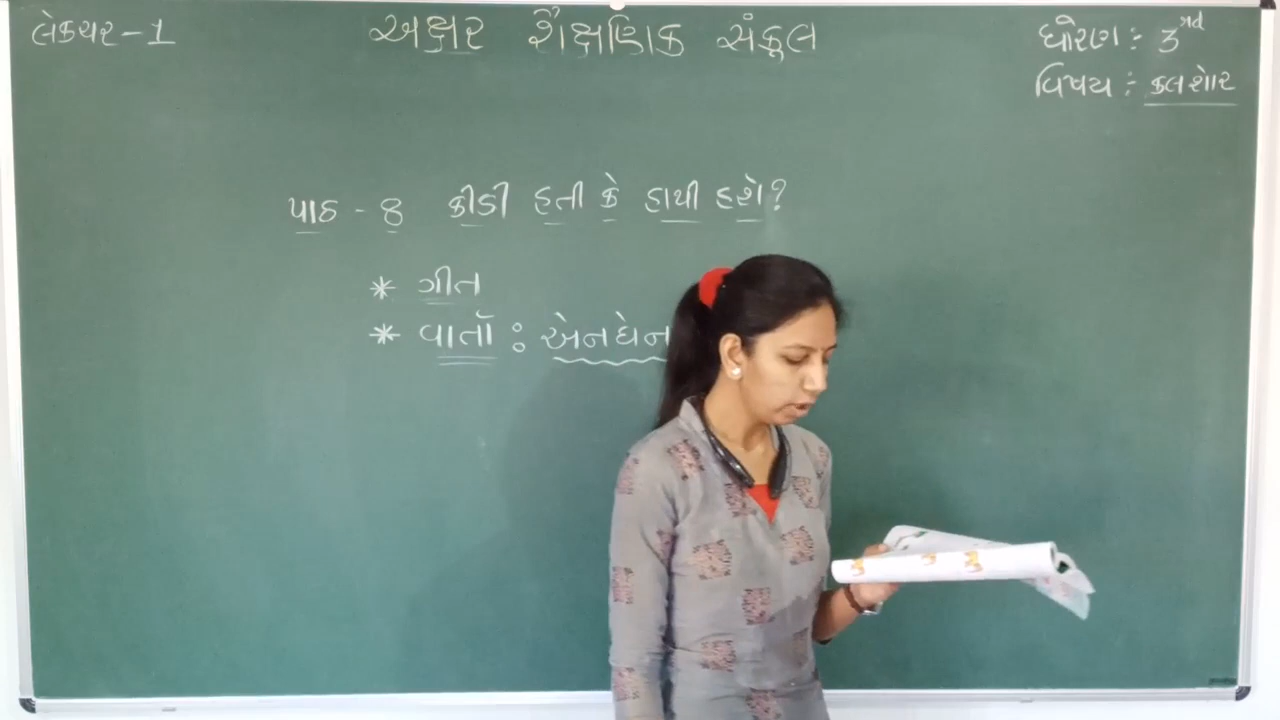 લેકચર - 1
અક્ષર શૈક્ષણિક સંકુલ
ધોરણ : 3
વિષય : કલશોર
પાઠ - 8 કીડી હતી કે હાથી હશે?
* ગીત
* વાર્તા : એનઘેન